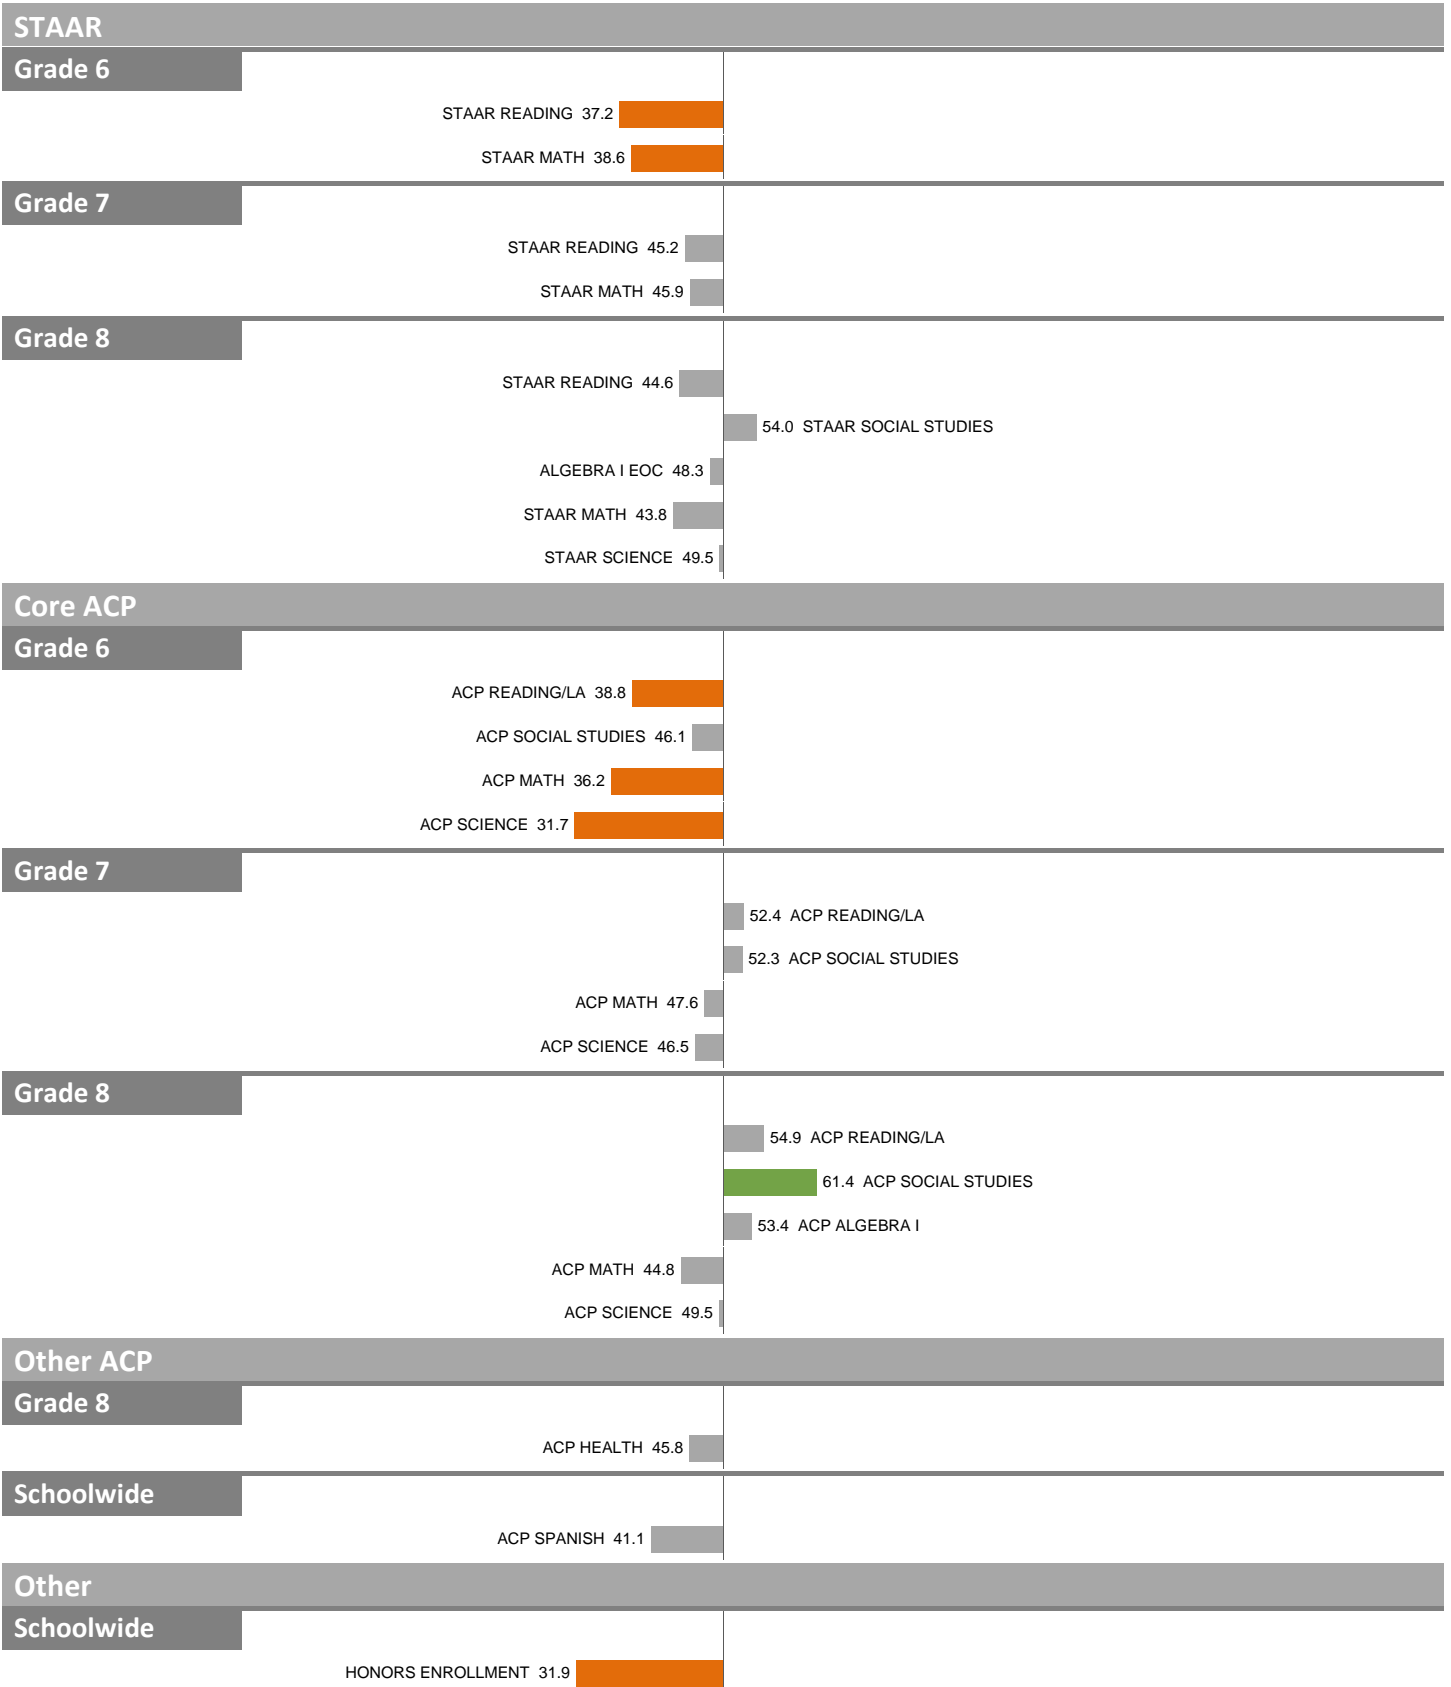 STAAR
Grade 6
STAAR READING 37.2
STAAR MATH 38.6
Grade 7
STAAR READING 45.2
STAAR MATH 45.9
Grade 8
STAAR READING 44.6
54.0 STAAR SOCIAL STUDIES
ALGEBRA I EOC 48.3
STAAR MATH 43.8
STAAR SCIENCE 49.5
Core ACP
Grade 6
ACP READING/LA 38.8
ACP SOCIAL STUDIES 46.1
ACP MATH 36.2
ACP SCIENCE 31.7
Grade 7
52.4 ACP READING/LA
52.3 ACP SOCIAL STUDIES
ACP MATH 47.6
ACP SCIENCE 46.5
Grade 8
54.9 ACP READING/LA
61.4 ACP SOCIAL STUDIES
53.4 ACP ALGEBRA I
ACP MATH 44.8
ACP SCIENCE 49.5
Other ACP
Grade 8
ACP HEALTH 45.8
Schoolwide
ACP SPANISH 41.1
Other
Schoolwide
HONORS ENROLLMENT 31.9